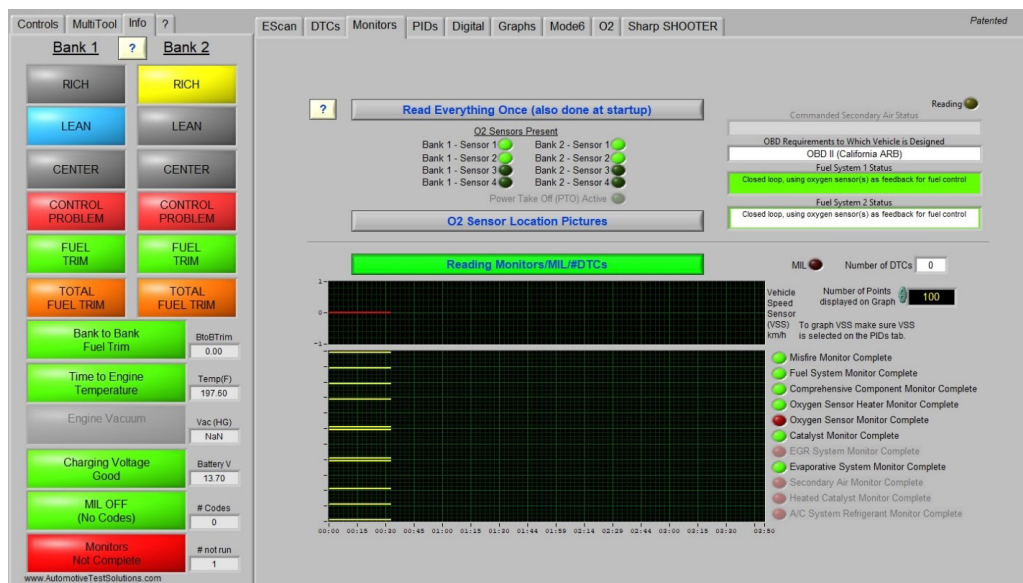 Controls MultiTool Info ?
Bank 1 ? Bank 2
RICH RICH
LEAN LEAN
CENTER CENTER
CONTROL PROBLEM CONTROL PROBLEM
FUEL TRIM FUEL TRIM
TOTAL FUEL TRIM TOTAL FUEL TRIM
Bank to Bank Fuel Trim
BtoBTrim
0.00
Time to Engine Temperature
Temp(F)
197.60
Engine Vacuum
Vac (HG)
NaN
Charging Voltage Good
Battery V
13.70
MIL OFF (No Codes)
# Codes
0
Monitors Not Complete
# not run
1
www.AutomotiveTestSolutions.com
EScan DTCs Monitors PIDs Digital Graphs Mode6 O2 Sharp SHOOTER
Patented
?
Read Everything Once (also done at startup)
O2 Sensors Present
Bank 1 - Sensor 1 Bank 2 - Sensor 1
Bank 1 - Sensor 2 Bank 2 - Sensor 2
Bank 1 - Sensor 3 Bank 2 - Sensor 3
Bank 1 - Sensor 4 Bank 2 - Sensor 4
Power Take Off (PTO) Active
O2 Sensor Location Pictures
Reading
Commanded Secondary Air Status
OBD Requirements to Which Vehicle is Designed
OBD II (California ARB)
Fuel System 1 Status
Closed loop, using oxygen sensor(s) as feedback for fuel control
Fuel System 2 Status
Closed loop, using oxygen sensor(s) as feedback for fuel control
Reading Monitors/MIL/#DTCs
MIL Number of DTCs 0
1
0
-1
Vehicle Speed Sensor (VSS) km/h
Number of Points displayed on Graph
100
To graph VSS make sure VSS is selected on the PIDs tab.
Misfire Monitor Complete
Fuel System Monitor Complete
Comprehensive Component Monitor Complete
Oxygen Sensor Heater Monitor Complete
Oxygen Sensor Monitor Complete
Catalyst Monitor Complete
EGR System Monitor Complete
Evaporative System Monitor Complete
Secondary Air Monitor Complete
Heated Catalyst Monitor Complete
A/C System Refrigerant Monitor Complete
00:00 00:15 00:30 00:45 01:00 01:15 01:29 01:44 01:59 02:14 02:29 02:44 03:00 03:15 03:30 03:50